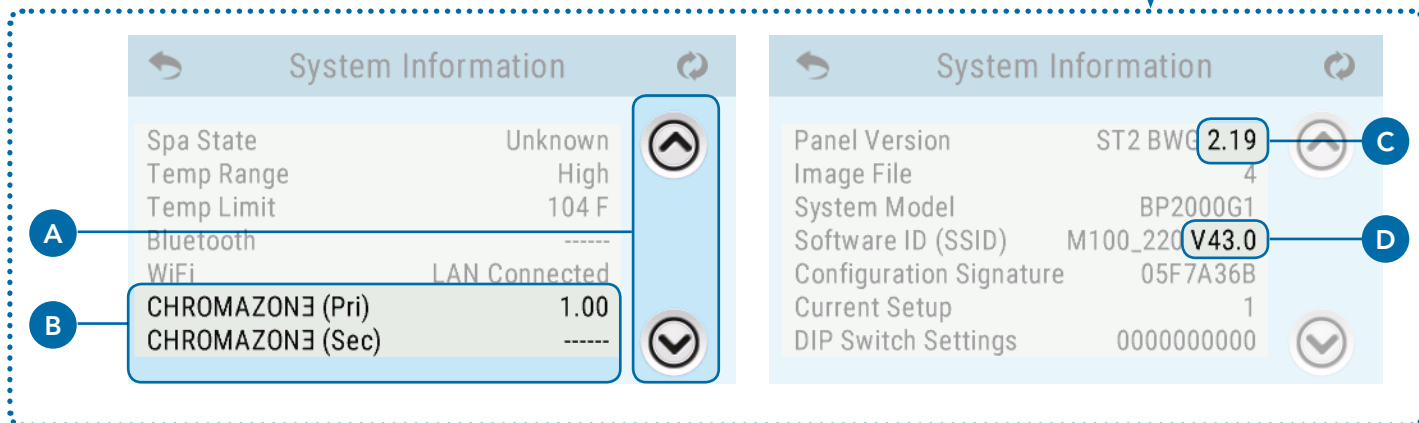 System Information
Spa State Unknown
Temp Range High
Temp Limit 104 F
Bluetooth ------
WiFi LAN Connected
CHROMAZONƎ (Pri) 1.00
CHROMAZONƎ (Sec) ------
A
B
System Information
Panel Version ST2 BWG 2.19
Image File 4
System Model BP2000G1
Software ID (SSID) M100_220 V43.0
Configuration Signature 05F7A36B
Current Setup 1
DIP Switch Settings 0000000000
C
D